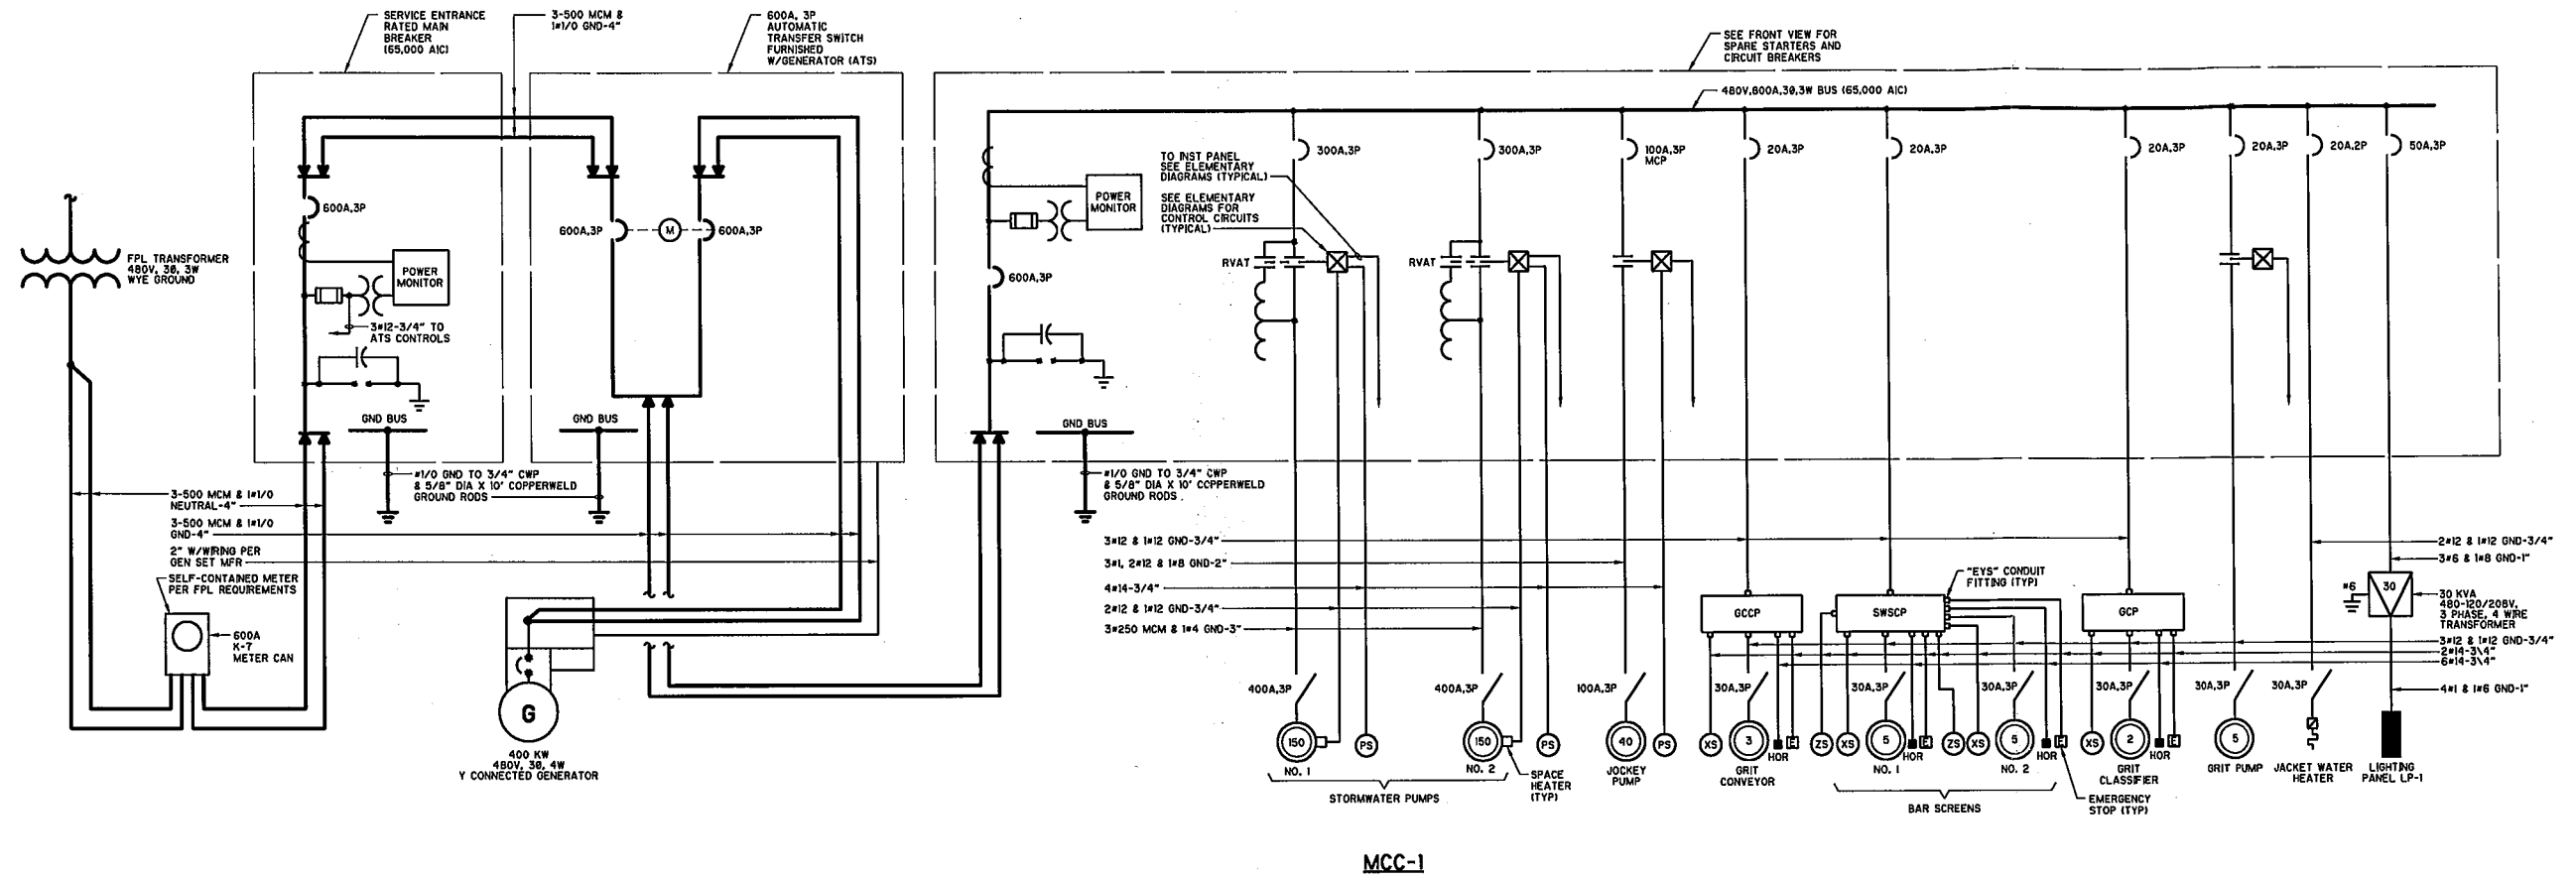 SERVICE ENTRANCE
RATED MAIN
BREAKER
(65,000 AIC)
3-500 MCM &
1#1/0 GND-4"
600A, 3P
AUTOMATIC
TRANSFER SWITCH
FURNISHED
W/GENERATOR (ATS)
SEE FRONT VIEW FOR
SPARE STARTERS AND
CIRCUIT BREAKERS
480V,800A,3Ø,3W BUS (65,000 AIC)
600A,3P
POWER
MONITOR
3#12-3/4" TO
ATS CONTROLS
GND BUS
600A,3P
M
600A,3P
GND BUS
FPL TRANSFORMER
480V, 3Ø, 3W
WYE GROUND
POWER
MONITOR
600A,3P
GND BUS
TO INST PANEL
SEE ELEMENTARY
DIAGRAMS (TYPICAL)
SEE ELEMENTARY
DIAGRAMS FOR
CONTROL CIRCUITS
(TYPICAL)
300A,3P
300A,3P
100A,3P
MCP
20A,3P
20A,3P
20A,3P
20A,3P
20A,2P
50A,3P
RVAT
RVAT
#1/0 GND TO 3/4" CWP
& 5/8" DIA X 10' COPPERWELD
GROUND RODS
#1/0 GND TO 3/4" CWP
& 5/8" DIA X 10' COPPERWELD
GROUND RODS
3-500 MCM & 1#1/0
NEUTRAL-4"
3-500 MCM & 1#1/0
GND-4"
2" W/WIRING PER
GEN SET MFR
SELF-CONTAINED METER
PER FPL REQUIREMENTS
600A
K-7
METER CAN
G
400 KW
480V, 3Ø, 4W
Y CONNECTED GENERATOR
3#12 & 1#12 GND-3/4"
3#1, 2#12 & 1#8 GND-2"
4#14-3/4"
2#12 & 1#12 GND-3/4"
3#250 MCM & 1#4 GND-3"
"EYS" CONDUIT
FITTING (TYP)
GCCP
SWSCP
GCP
2#12 & 1#12 GND-3/4"
3#6 & 1#8 GND-1"
#6
30
30 KVA
480-120/208V,
3 PHASE, 4 WIRE
TRANSFORMER
3#12 & 1#12 GND-3/4"
2#14-3\4"
6#14-3\4"
4#1 & 1#6 GND-1"
400A,3P
400A,3P
100A,3P
30A,3P
30A,3P
30A,3P
30A,3P
30A,3P
30A,3P
150
PS
150
PS
40
PS
XS
3
E
ZS
XS
5
E
ZS
XS
5
E
XS
2
E
5
NO. 1
NO. 2
JOCKEY
PUMP
HOR
GRIT
CONVEYOR
NO. 1
HOR
NO. 2
HOR
GRIT
CLASSIFIER
HOR
GRIT PUMP
JACKET WATER
HEATER
LIGHTING
PANEL LP-1
SPACE
HEATER
(TYP)
STORMWATER PUMPS
BAR SCREENS
EMERGENCY
STOP (TYP)
MCC-1